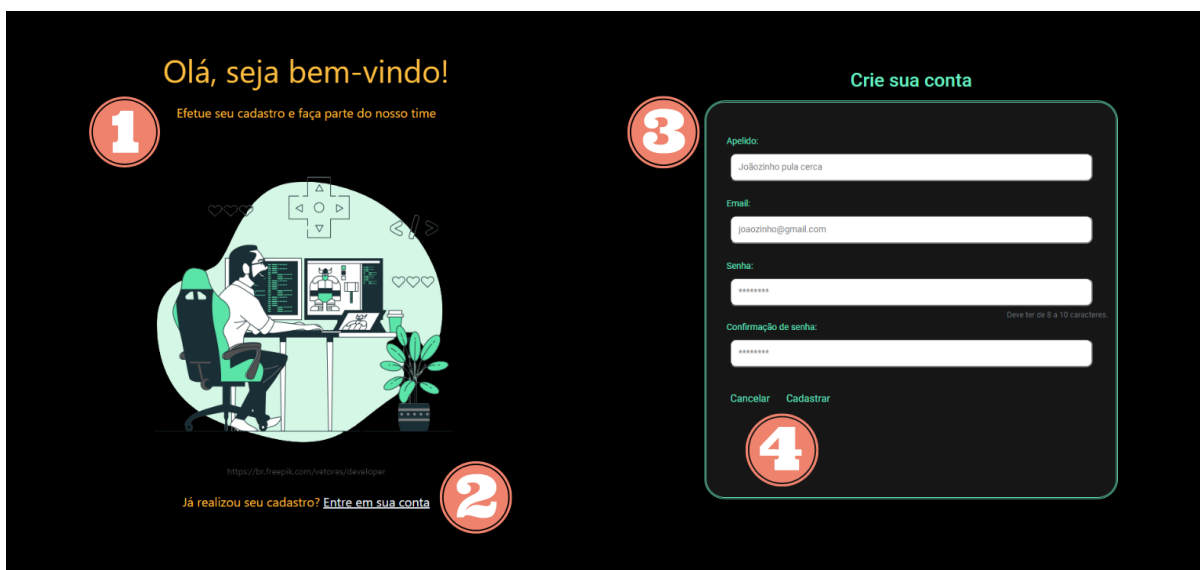 Olá, seja bem-vindo!
Efetue seu cadastro e faça parte do nosso time
1
</>
https://br.freepik.com/vetores/developer
Já realizou seu cadastro? Entre em sua conta
2
Crie sua conta
3
Apelido:
Joãozinho pula cerca
Email:
joaozinho@gmail.com
Senha:
********
Deve ter de 8 a 10 caracteres.
Confirmação de senha:
********
Cancelar Cadastrar
4